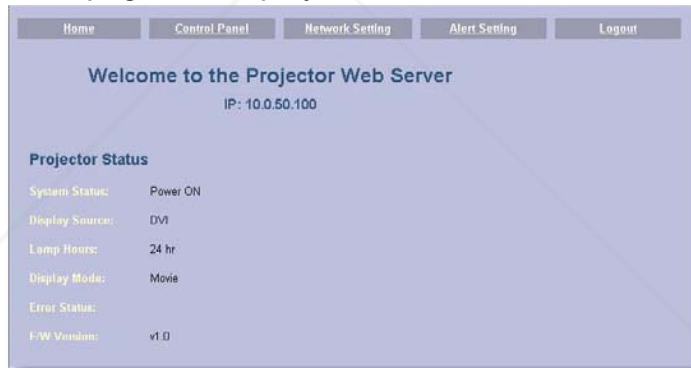 Home Control Panel Network Setting Alert Setting Logout
Welcome to the Projector Web Server
IP: 10.0.50.100
Projector Status
System Status: Power ON
Display Source: DVI
Lamp Hours: 24 hr
Display Mode: Movie
Error Status:
F/W Version: v1.0